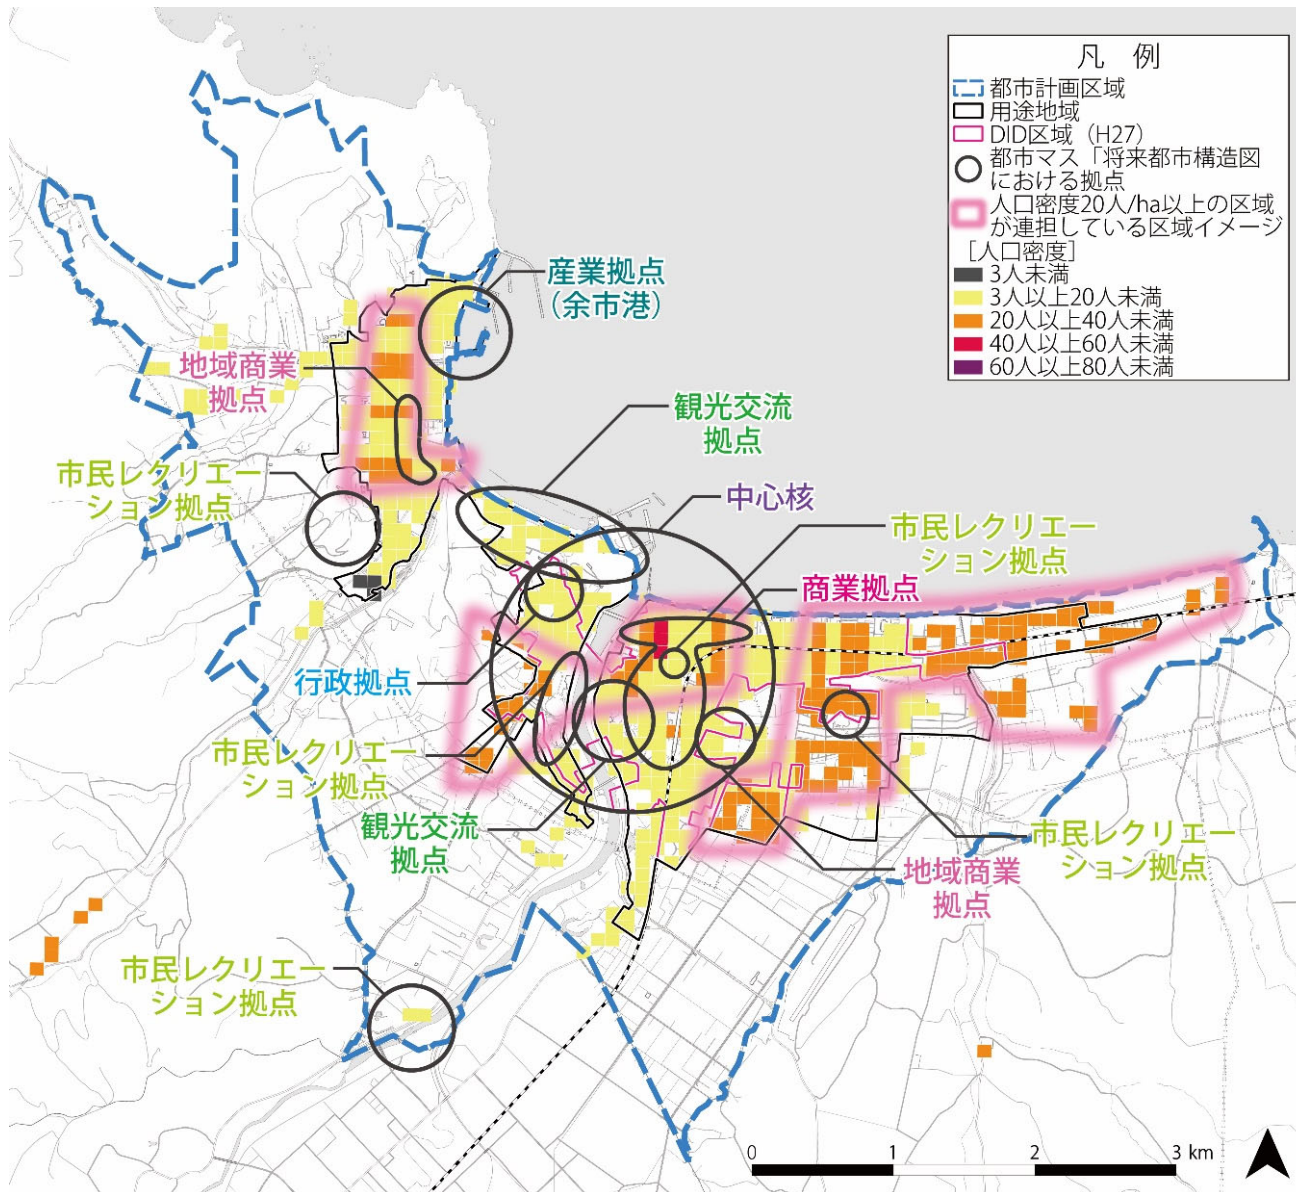 凡 例
都市計画区域
用途地域
DID区域（H27）
都市マス「将来都市構造図
における拠点
人口密度20人/ha以上の区域
が連担している区域イメージ
［人口密度］
3人未満
3人以上20人未満
20人以上40人未満
40人以上60人未満
60人以上80人未満
産業拠点
（余市港）
地域商業
拠点
観光交流
拠点
市民レクリエー
ション拠点
中心核
市民レクリエー
ション拠点
商業拠点
行政拠点
市民レクリエー
ション拠点
観光交流
拠点
市民レクリエー
ション拠点
地域商業
拠点
市民レクリエー
ション拠点
0 1 2 3 km